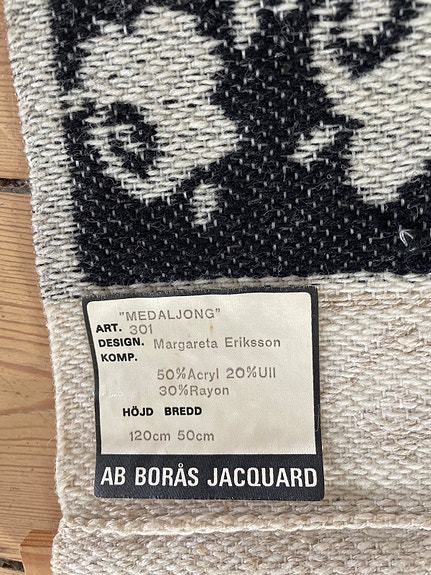 "MEDALJONG"
ART. 301
DESIGN. Margareta Eriksson
KOMP.
50%Acryl 20%Ull
30%Rayon
HÖJD BREDD
120cm 50cm
AB BORÅS JACQUARD